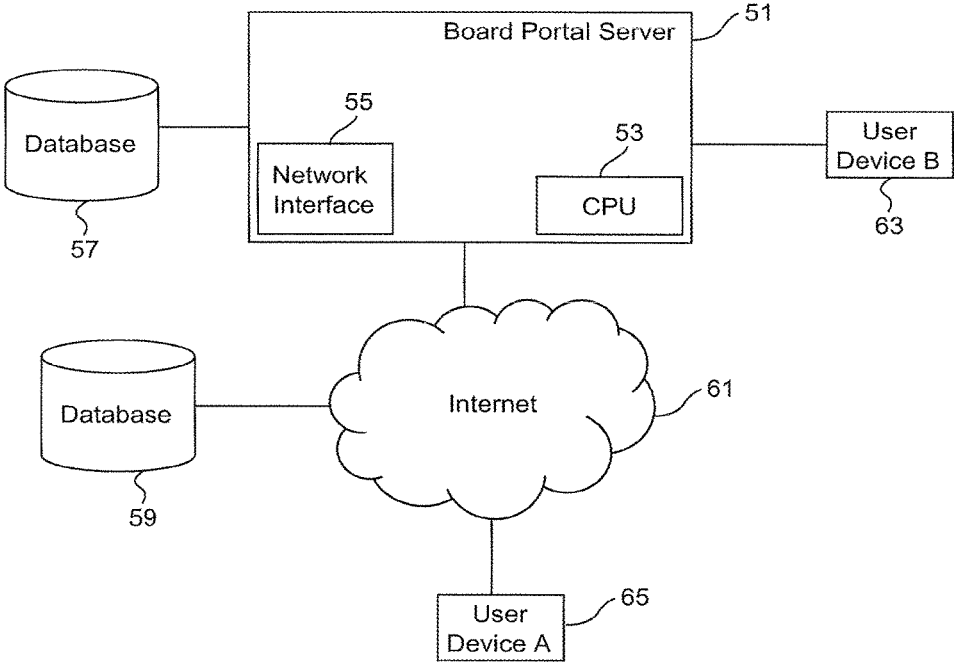 51
Board Portal Server
Database
57
55
Network
Interface
53
CPU
User
Device B
63
Database
59
Internet
61
User
Device A
65